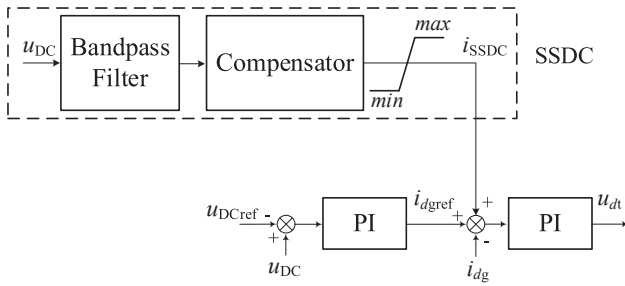 u_DC
Bandpass
Filter
Compensator
max
min
i_SSDC
SSDC
u_DCref
-
+
u_DC
PI
i_dgref
+
+
-
i_dg
PI
u_dt